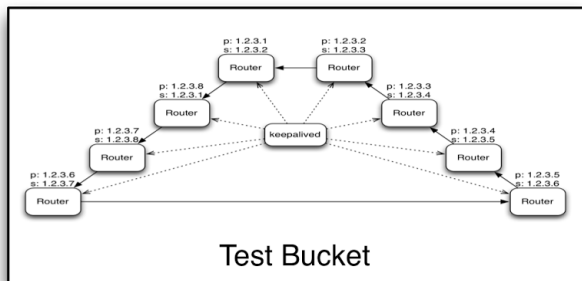 p: 1.2.3.1
s: 1.2.3.2
Router
p: 1.2.3.2
s: 1.2.3.3
Router
p: 1.2.3.8
s: 1.2.3.1
Router
p: 1.2.3.3
s: 1.2.3.4
Router
keepalived
p: 1.2.3.7
s: 1.2.3.8
Router
p: 1.2.3.4
s: 1.2.3.5
Router
p: 1.2.3.6
s: 1.2.3.7
Router
p: 1.2.3.5
s: 1.2.3.6
Router
Test Bucket